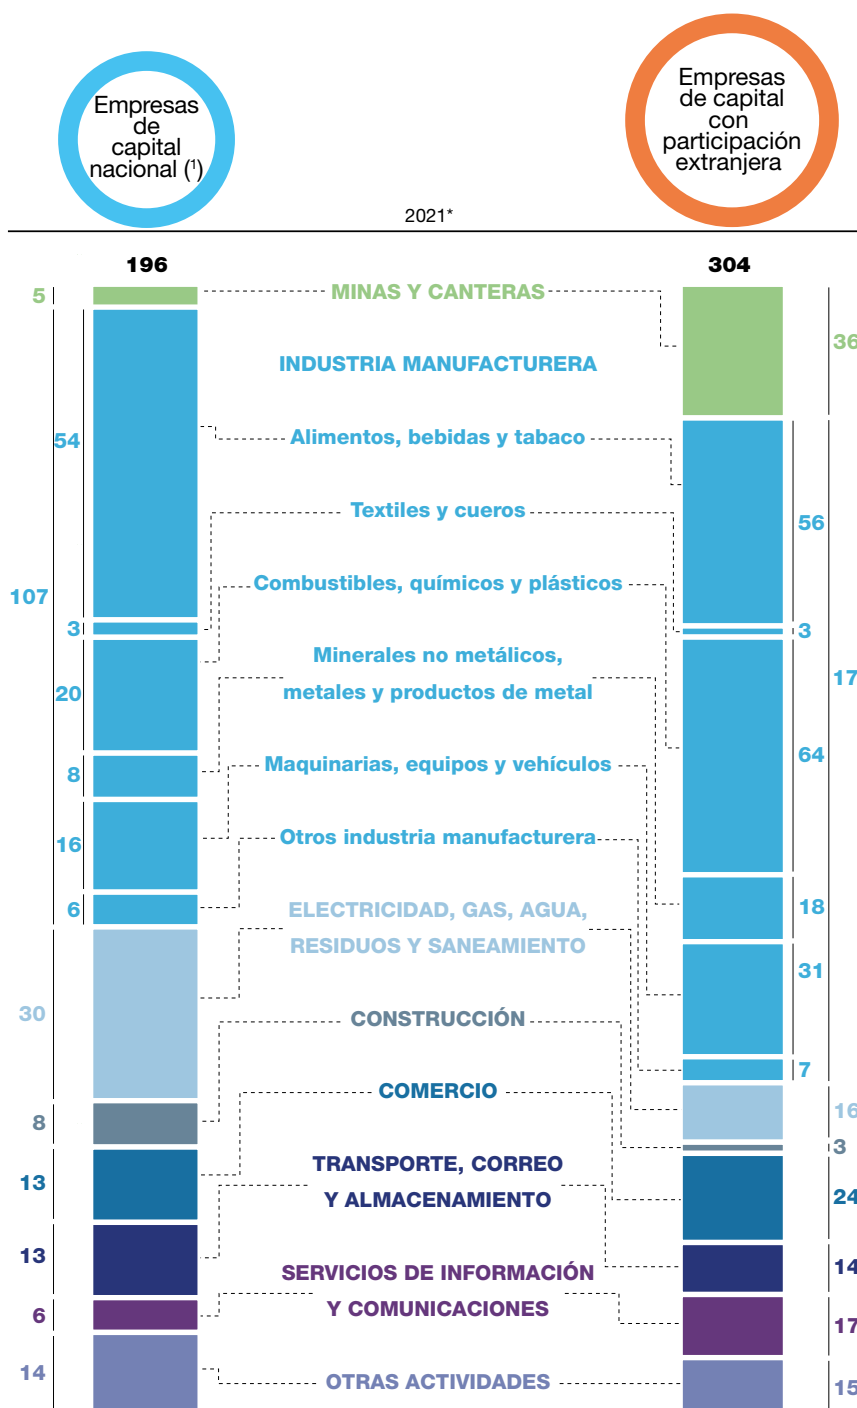 Empresas
de
capital
nacional (¹)
Empresas
de capital
con
participación
extranjera
2021*
196
304
5
MINAS Y CANTERAS
36
INDUSTRIA MANUFACTURERA
107
17
54
Alimentos, bebidas y tabaco
56
3
Textiles y cueros
3
20
Combustibles, químicos y plásticos
64
8
Minerales no metálicos,
metales y productos de metal
18
16
Maquinarias, equipos y vehículos
31
6
Otros industria manufacturera
7
30
ELECTRICIDAD, GAS, AGUA,
RESIDUOS Y SANEAMIENTO
16
8
CONSTRUCCIÓN
3
13
COMERCIO
24
13
TRANSPORTE, CORREO
Y ALMACENAMIENTO
14
6
SERVICIOS DE INFORMACIÓN
Y COMUNICACIONES
17
14
OTRAS ACTIVIDADES
15